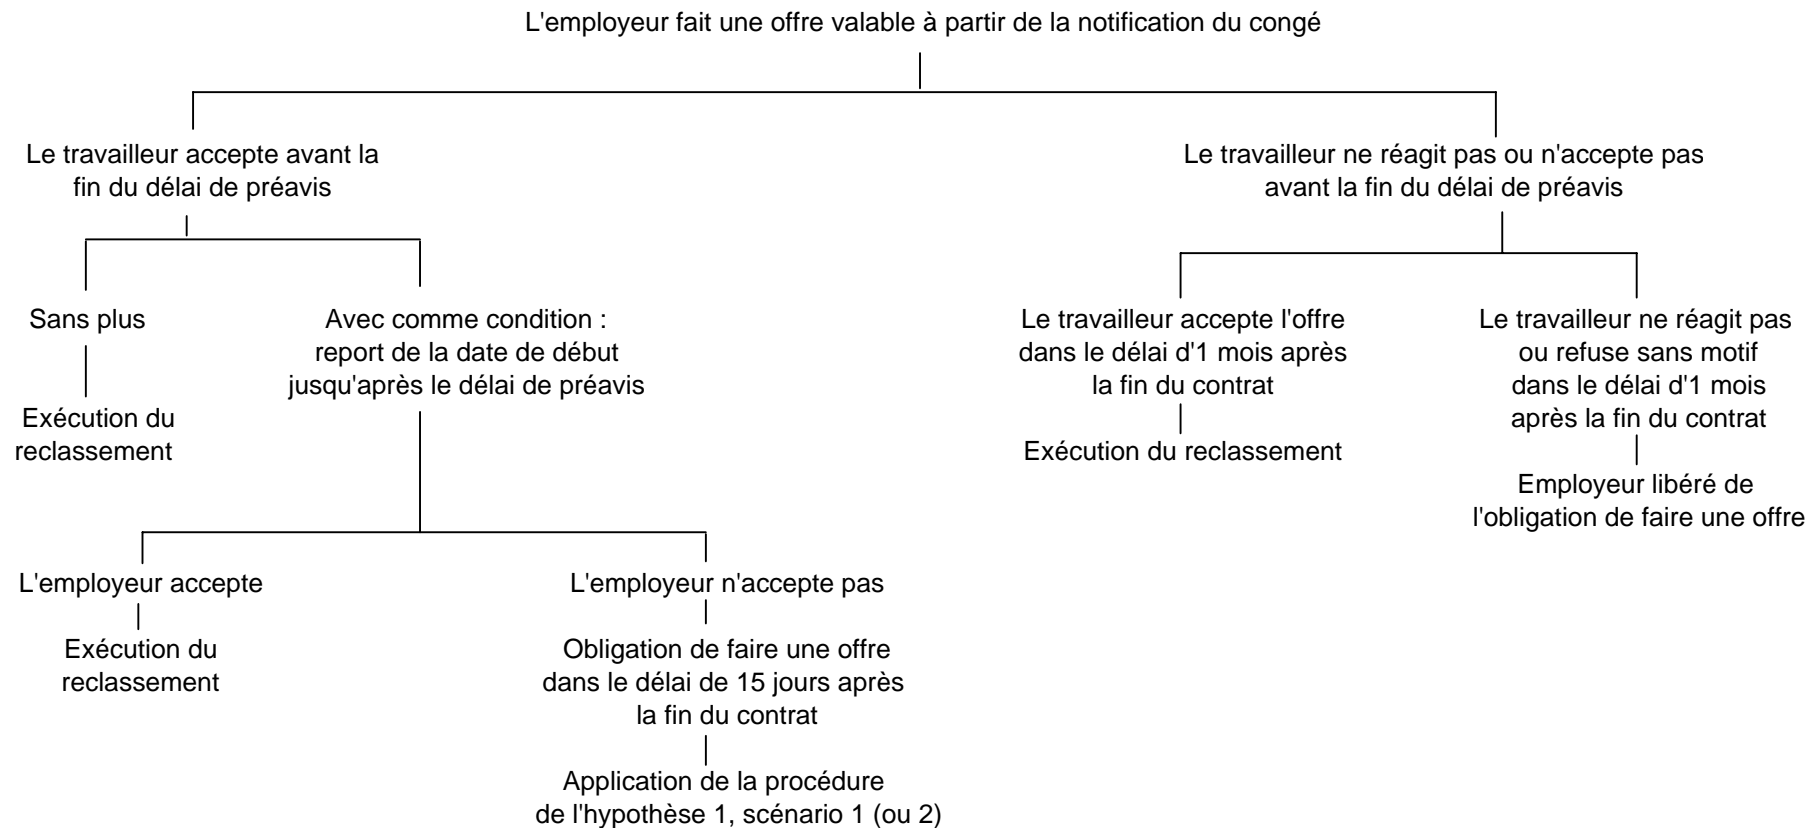 L'employeur fait une offre valable à partir de la notification du congé
Le travailleur accepte avant la
fin du délai de préavis
Le travailleur ne réagit pas ou n'accepte pas
avant la fin du délai de préavis
Sans plus
Exécution du
reclassement
Avec comme condition :
report de la date de début
jusqu'après le délai de préavis
Le travailleur accepte l'offre
dans le délai d'1 mois après
la fin du contrat
Exécution du reclassement
Le travailleur ne réagit pas
ou refuse sans motif
dans le délai d'1 mois
après la fin du contrat
Employeur libéré de
l'obligation de faire une offre
L'employeur accepte
Exécution du
reclassement
L'employeur n'accepte pas
Obligation de faire une offre
dans le délai de 15 jours après
la fin du contrat
Application de la procédure
de l'hypothèse 1, scénario 1 (ou 2)